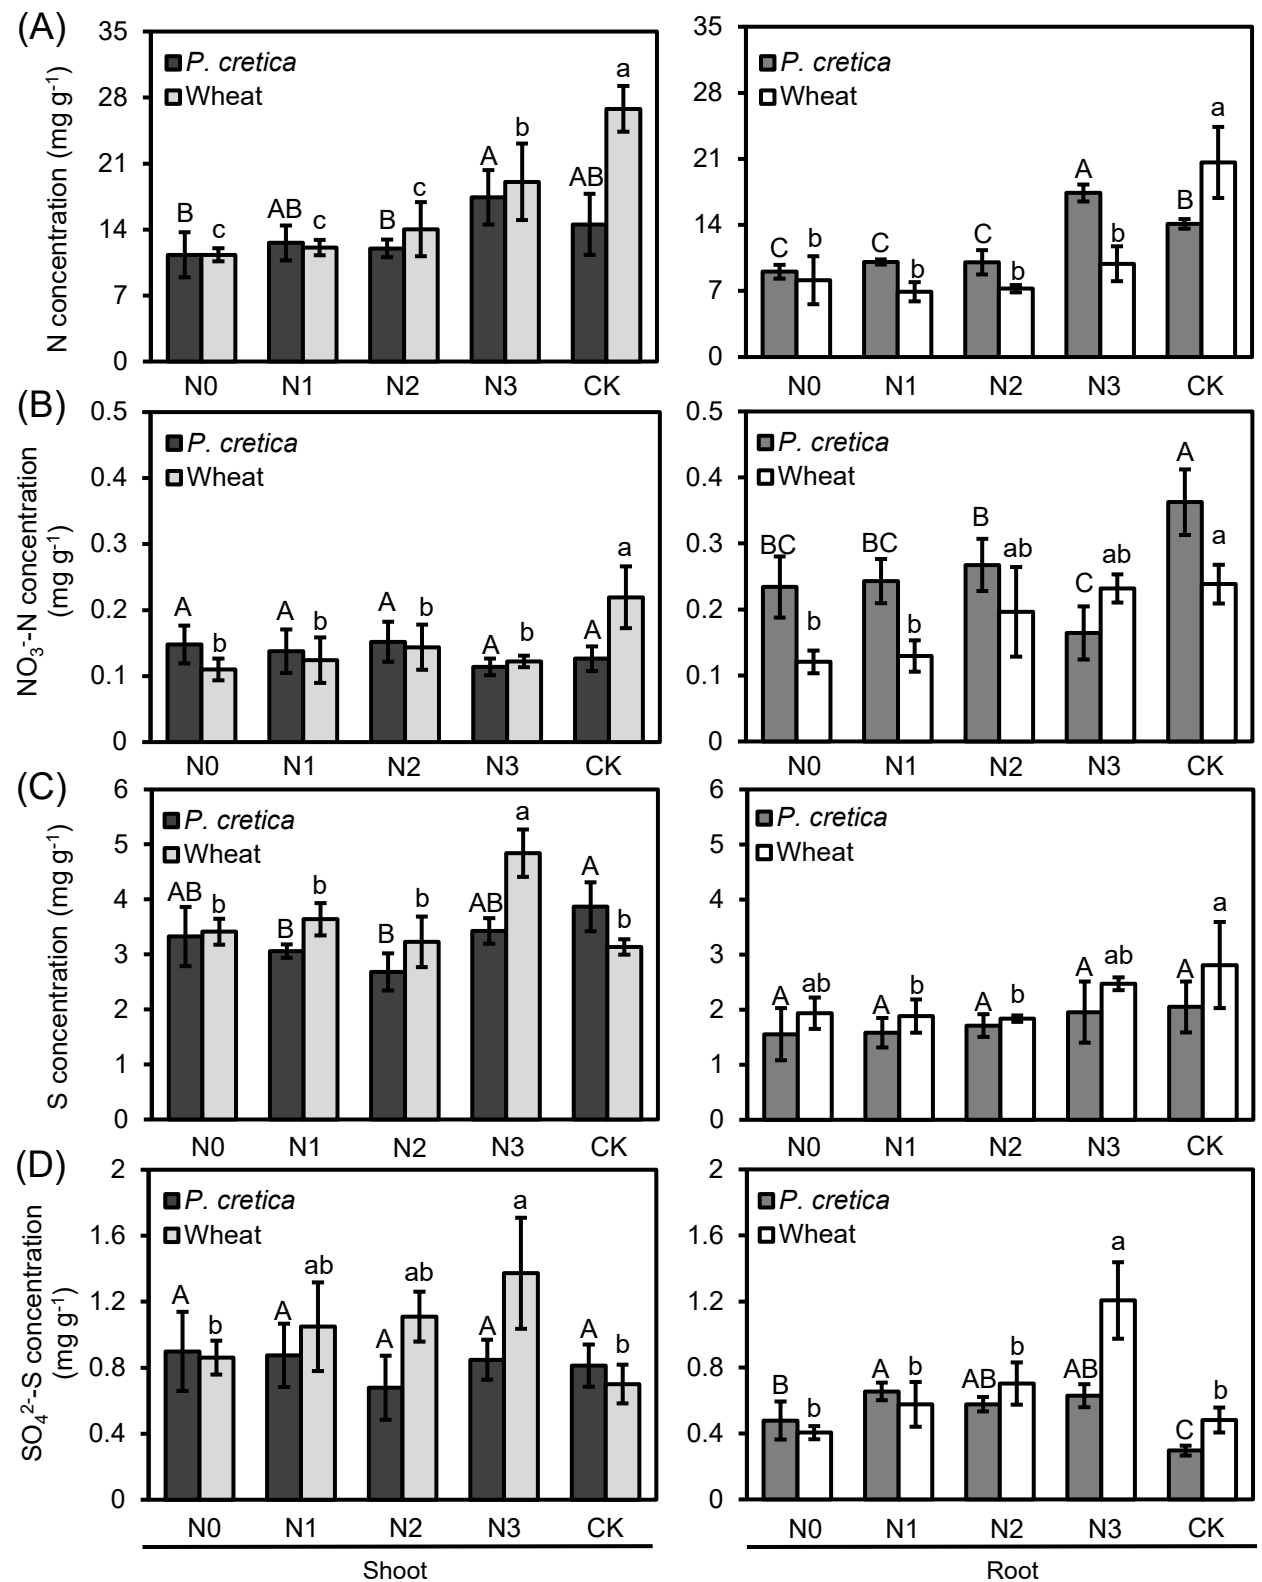 (A)
N concentration (mg g⁻¹)
35
28
21
14
7
0
P. cretica
Wheat
B c AB c B c A b AB a
N0 N1 N2 N3 CK
35
28
21
14
7
0
P. cretica
Wheat
C b C b C b A b B a
N0 N1 N2 N3 CK
(B)
NO₃⁻-N concentration
(mg g⁻¹)
0.5
0.4
0.3
0.2
0.1
0
P. cretica
Wheat
A b A b A b A b A a
N0 N1 N2 N3 CK
0.5
0.4
0.3
0.2
0.1
0
P. cretica
Wheat
BC b BC b B ab C ab A a
N0 N1 N2 N3 CK
(C)
S concentration (mg g⁻¹)
6
5
4
3
2
1
0
P. cretica
Wheat
AB b B b B b AB a A b
N0 N1 N2 N3 CK
6
5
4
3
2
1
0
P. cretica
Wheat
A ab A b A b A ab A a
N0 N1 N2 N3 CK
(D)
SO₄²⁻-S concentration
(mg g⁻¹)
2
1.6
1.2
0.8
0.4
0
P. cretica
Wheat
A b A ab A ab A a A b
N0 N1 N2 N3 CK
Shoot
2
1.6
1.2
0.8
0.4
0
P. cretica
Wheat
B b A b AB b AB a C b
N0 N1 N2 N3 CK
Root